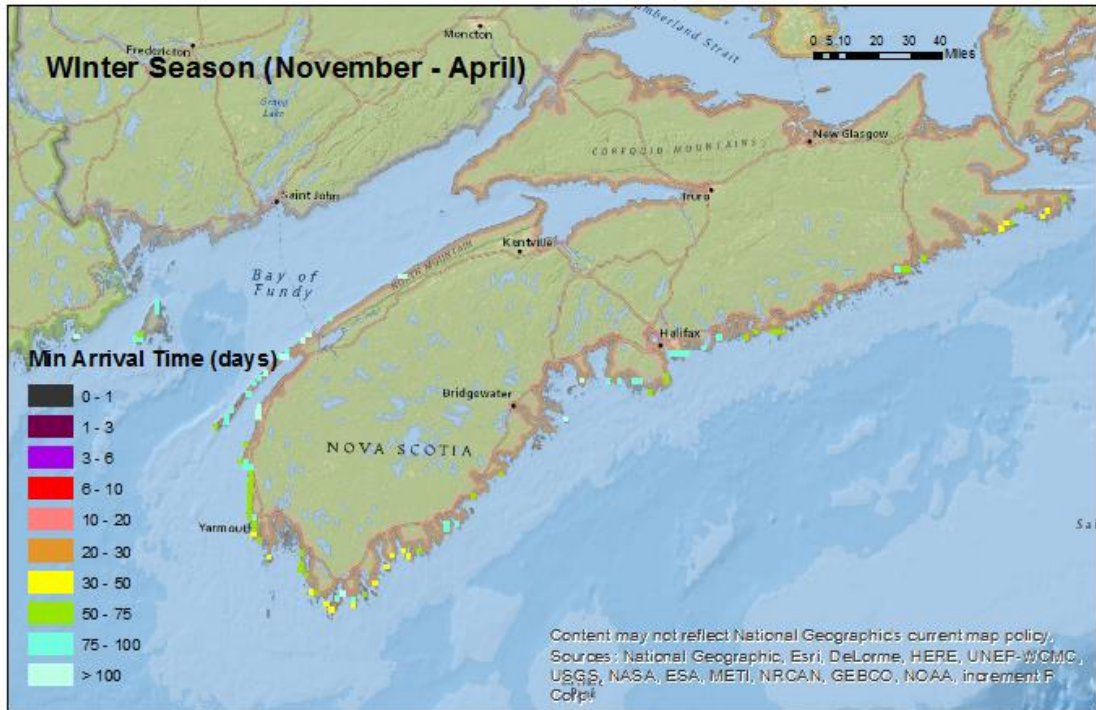 Moncton
Fredericton
Cumberland Strait
0 5 10 20 30 40
Miles
WInter Season (November - April)
Grand Lake
New Glasgow
COBEQUID MOUNTAINS
Saint John
Truro
Kentville
NORTH MOUNTAIN
Bay of
Fundy
Halifax
Min Arrival Time (days)
0 - 1
1 - 3
3 - 6
6 - 10
10 - 20
20 - 30
30 - 50
50 - 75
75 - 100
> 100
Bridgewater
NOVA SCOTIA
Yarmouth
Content may not reflect National Geographic's current map policy.
Sources: National Geographic, Esri, DeLorme, HERE, UNEP-WCMC,
USGS, NASA, ESA, METI, NRCAN, GEBCO, NOAA, increment P
Corp.